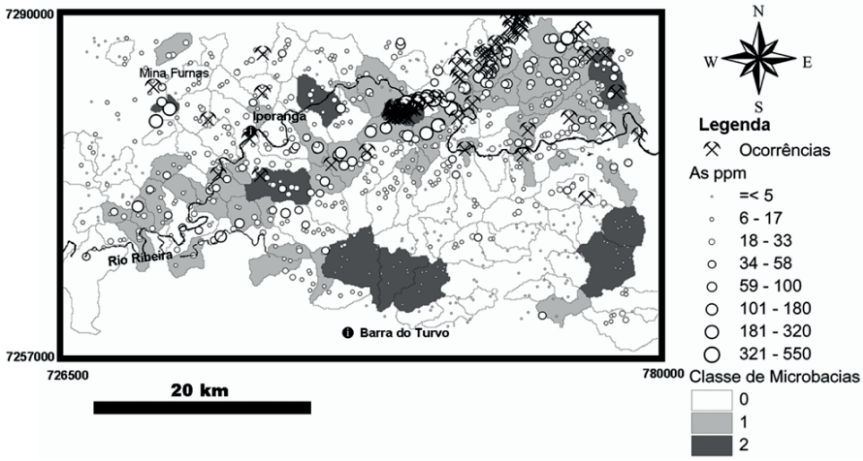 7290000
Mina Furnas
Iporanga
Rio Ribeira
Barra do Turvo
7257000
726500
780000
20 km
N
W
E
S
Legenda
Ocorrências
As ppm
=< 5
6 - 17
18 - 33
34 - 58
59 - 100
101 - 180
181 - 320
321 - 550
Classe de Microbacias
0
1
2